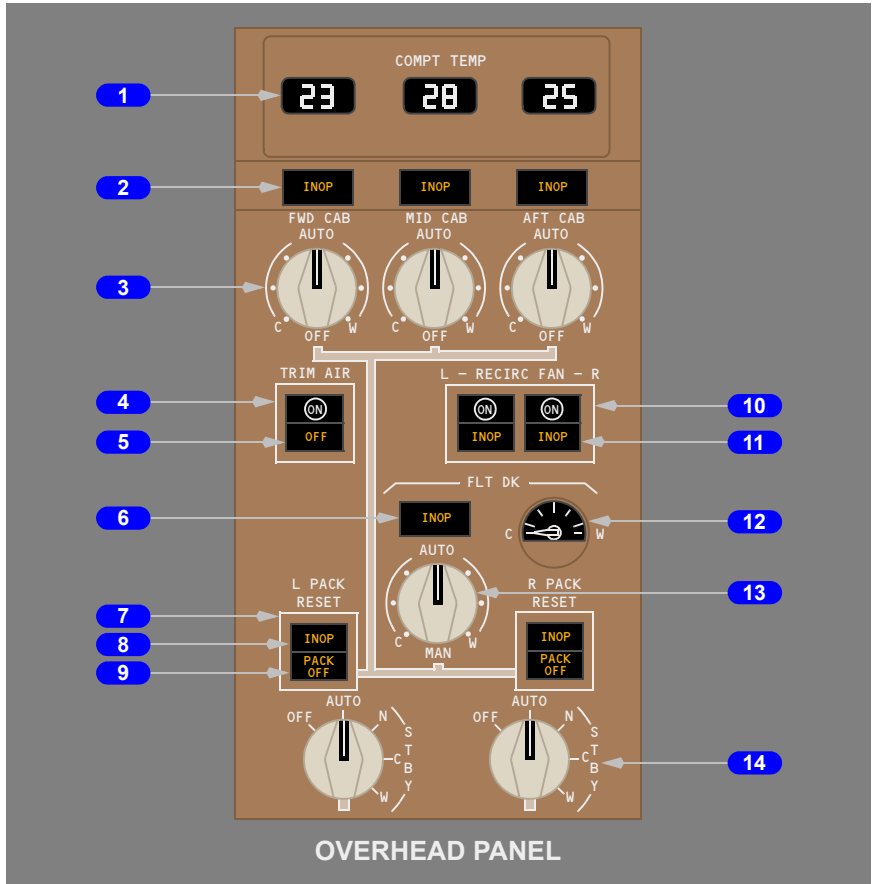 COMPT TEMP
1 23 28 25
2 INOP INOP INOP
FWD CAB MID CAB AFT CAB
AUTO AUTO AUTO
3
C W C W C W
OFF OFF OFF
TRIM AIR L – RECIRC FAN – R
4 ON ON ON 10
5 OFF INOP INOP 11
FLT DK
6 INOP C W 12
AUTO
L PACK R PACK 13
RESET RESET
7
8 INOP C W INOP
MAN
9 PACK OFF PACK OFF
AUTO AUTO
OFF N OFF N
C C
W W
STBY STBY 14
OVERHEAD PANEL